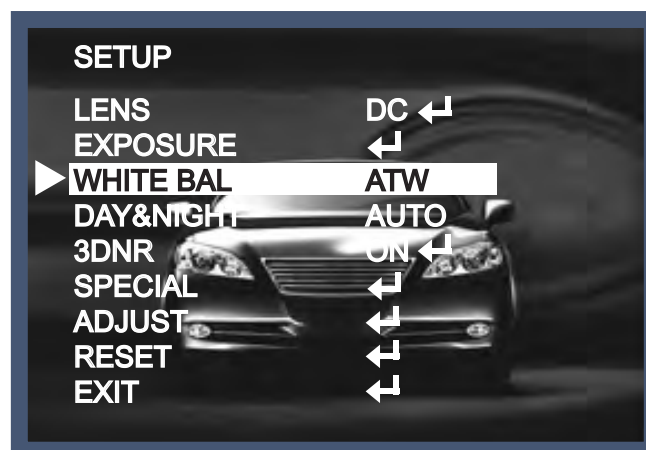 SETUP
LENS DC ↵
EXPOSURE ↵
WHITE BAL ATW
DAY&NIGHT AUTO
3DNR ON ↵
SPECIAL ↵
ADJUST ↵
RESET ↵
EXIT ↵